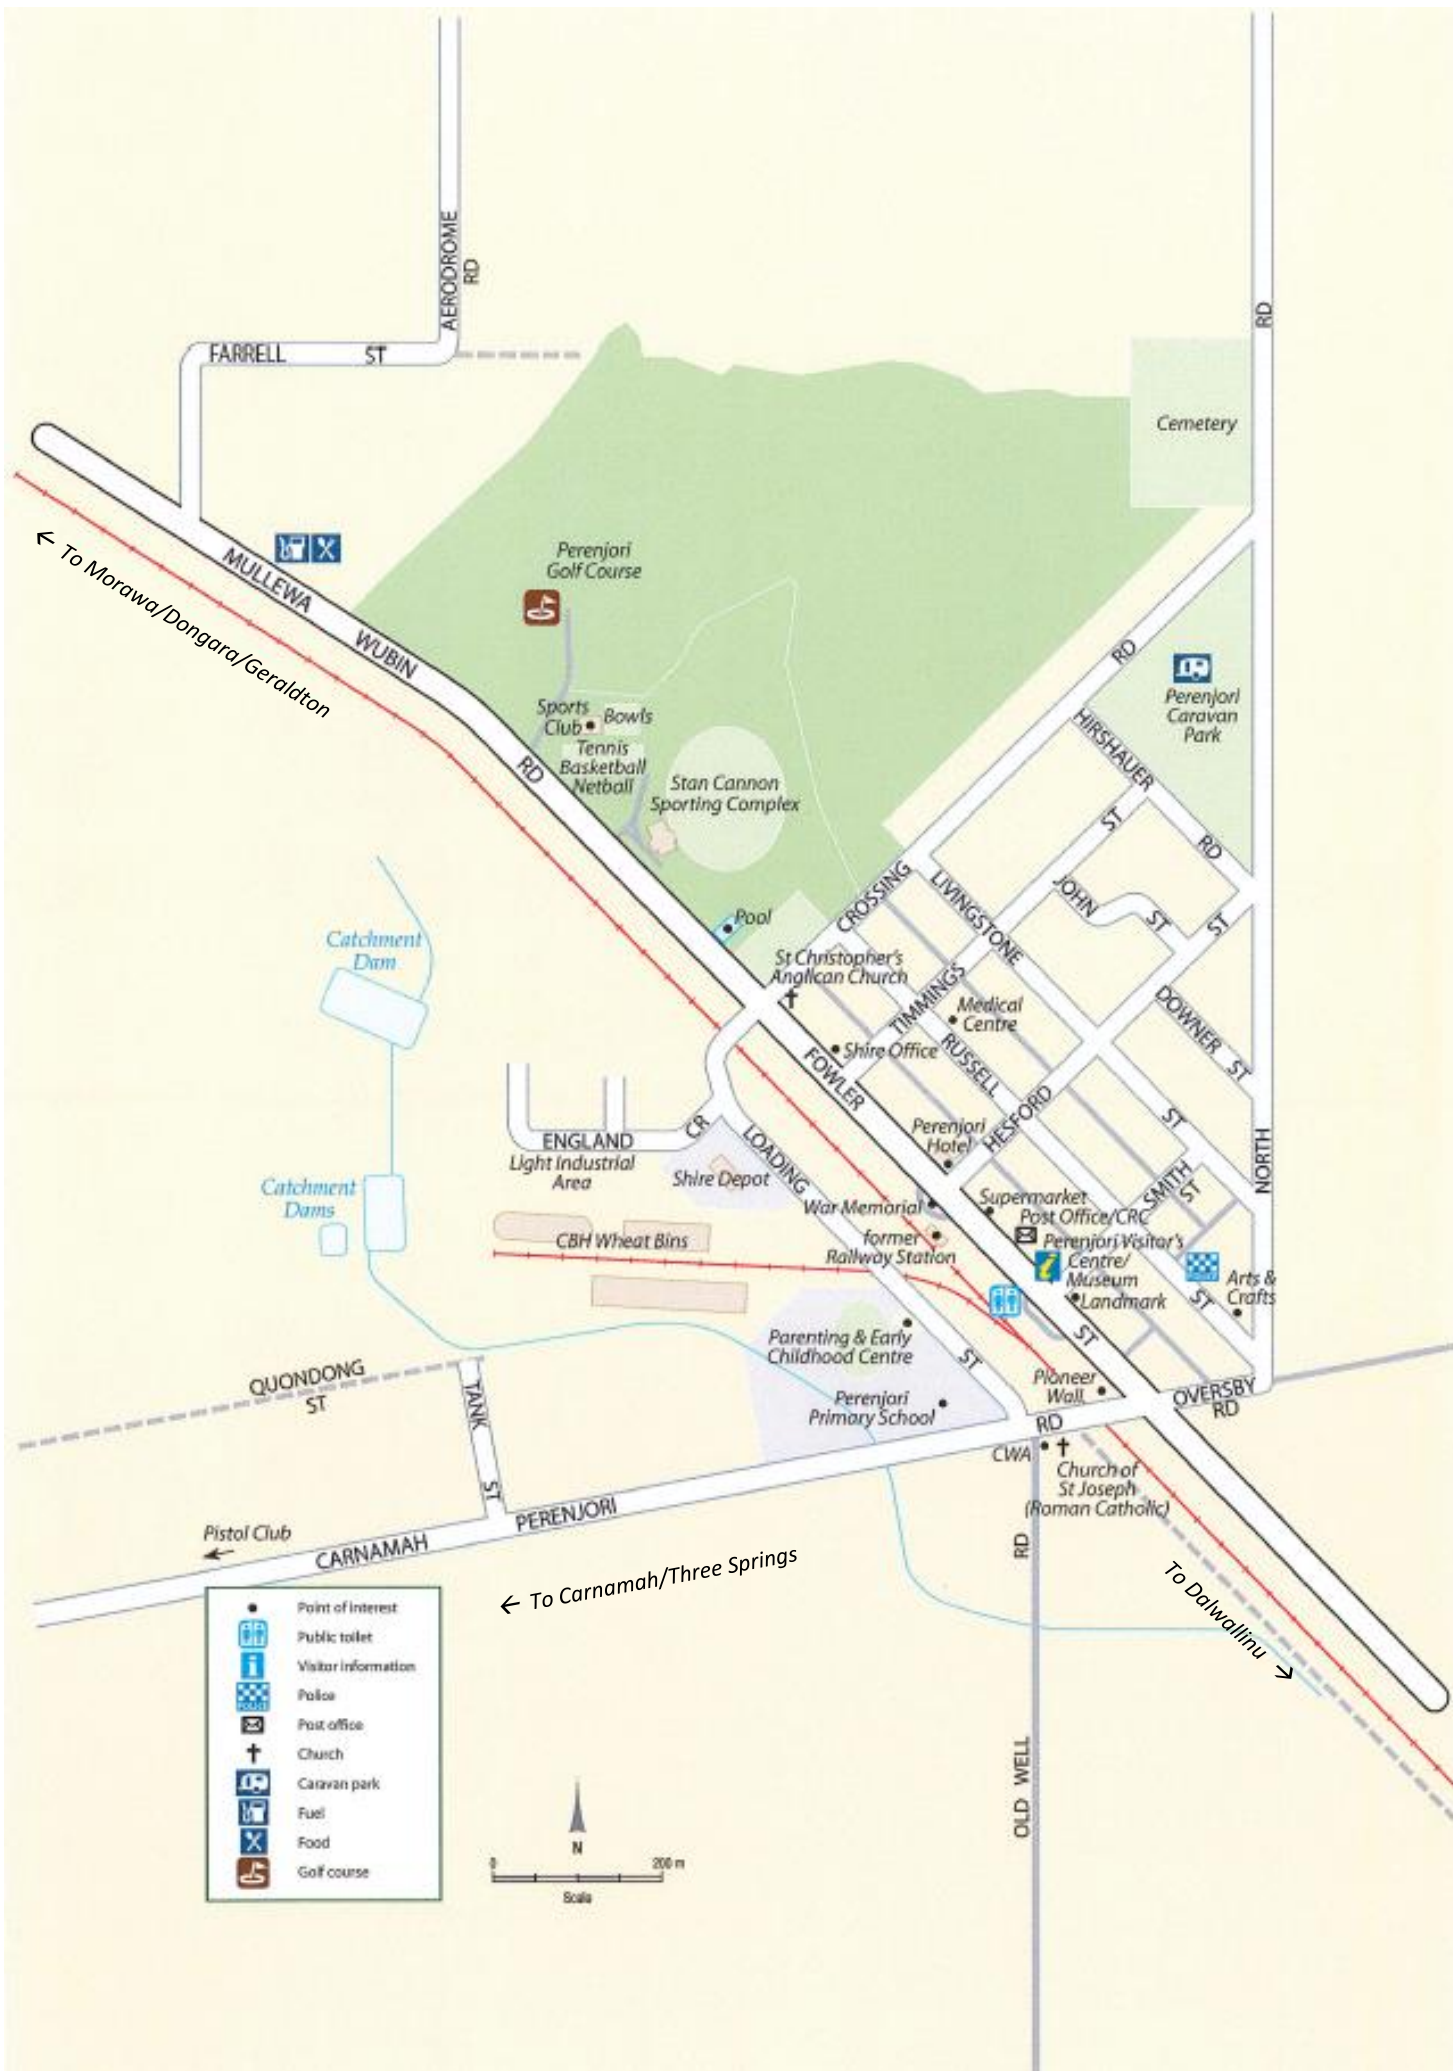 AERODROME
RD
RD
FARRELL ST
Cemetery
← To Morawa/Dongara/Geraldton
MULLEWA
WUBIN
RD
Perenjori
Golf Course
RD
Perenjori
Caravan
Park
HIRSHAUER
RD
Sports
Club
Bowls
Tennis
Basketball
Netball
Stan Cannon
Sporting Complex
ST
JOHN
ST
ST
CROSSING
LIVINGSTONE
Pool
Catchment
Dam
St Christopher's
Anglican Church
TIMMINGS
Medical
Centre
DOWNER
ST
Shire Office
FOWLER
RUSSELL
HESFORD
ST
NORTH
Perenjori
Hotel
ENGLAND
CR
LOADING
Light Industrial
Area
Shire Depot
SMITH
ST
Catchment
Dams
War Memorial
Supermarket
Post Office/CRC
former
Railway Station
CBH Wheat Bins
Perenjori Visitor's
Centre/
Museum
Landmark
POLICE
Arts &
Crafts
ST
ST
Parenting & Early
Childhood Centre
ST
QUONDONG
ST
TANK
ST
Perenjori
Primary School
Pioneer
Wall
OVERSBY
RD
RD
CWA
Church of
St Joseph
(Roman Catholic)
PERENJORI
CARNAMAH
Pistol Club
RD
← To Carnamah/Three Springs
To Dalwallinu →
OLD WELL
Point of interest
Public toilet
Visitor information
POLICE
Police
Post office
Church
Caravan park
Fuel
Food
Golf course
N
0 200 m
Scale